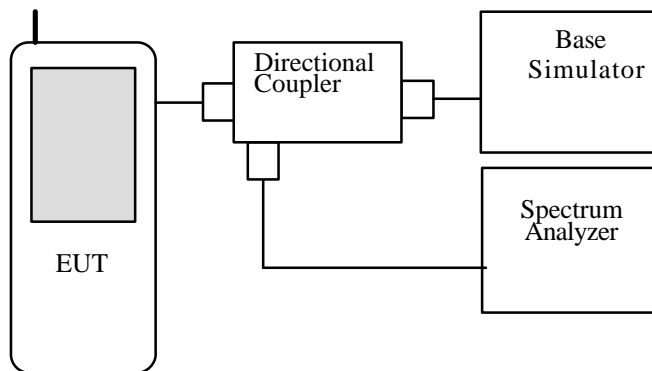 Directional
Coupler
Base
Simulator
Spectrum
Analyzer
EUT